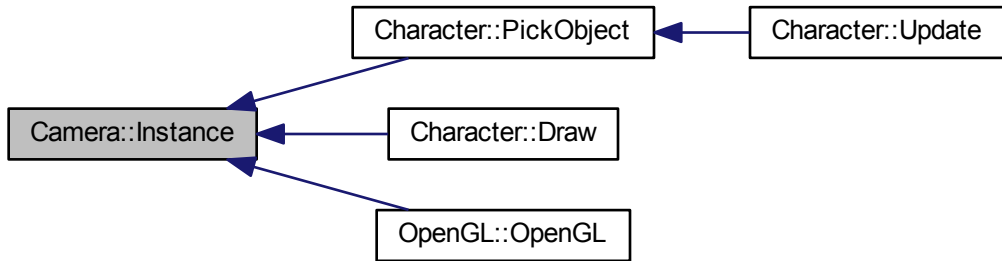 Character::PickObject
Character::Update
Camera::Instance
Character::Draw
OpenGL::OpenGL